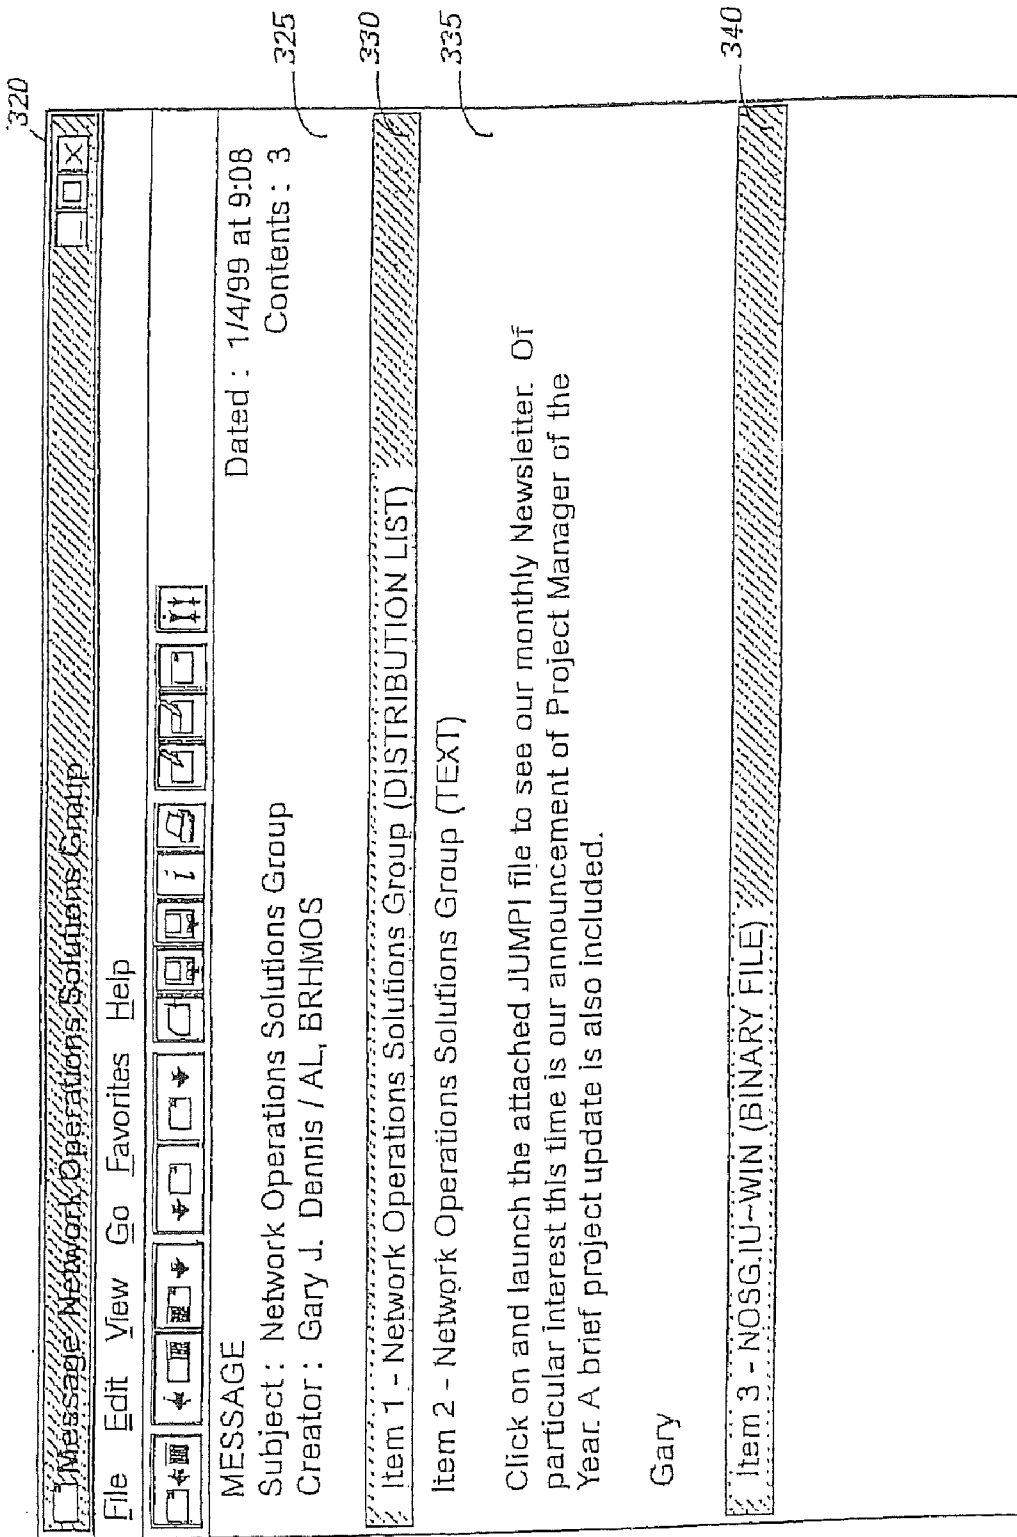 320
Message Network Operations Solutions Group
File Edit View Go Favorites Help
i
MESSAGE
Subject : Network Operations Solutions Group
Dated : 1/4/99 at 9:08
Creator : Gary J. Dennis / AL, BRHMOS
Contents : 3
325
Item 1 - Network Operations Solutions Group (DISTRIBUTION LIST)
330
Item 2 - Network Operations Solutions Group (TEXT)
335
Click on and launch the attached JUMPI file to see our monthly Newsletter. Of
particular interest this time is our announcement of Project Manager of the
Year. A brief project update is also included.
Gary
Item 3 - NOSG.IU~WIN (BINARY FILE)
340